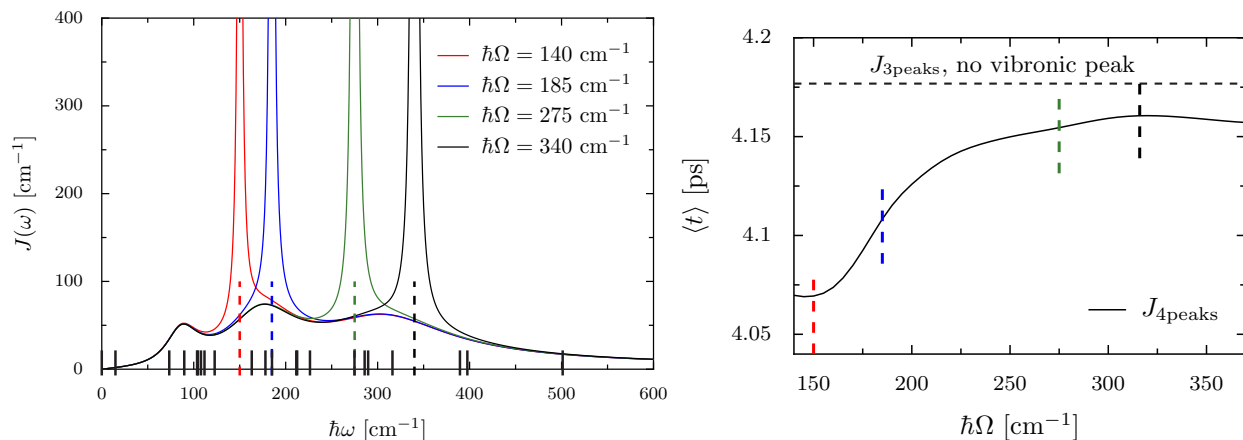 400
300
200
100
0
J(ω) [cm⁻¹]
ħΩ = 140 cm⁻¹
ħΩ = 185 cm⁻¹
ħΩ = 275 cm⁻¹
ħΩ = 340 cm⁻¹
0 100 200 300 400 500 600
ħω [cm⁻¹]
4.2
4.15
4.1
4.05
⟨t⟩ [ps]
J₃peaks, no vibronic peak
J₄peaks
150 200 250 300 350
ħΩ [cm⁻¹]